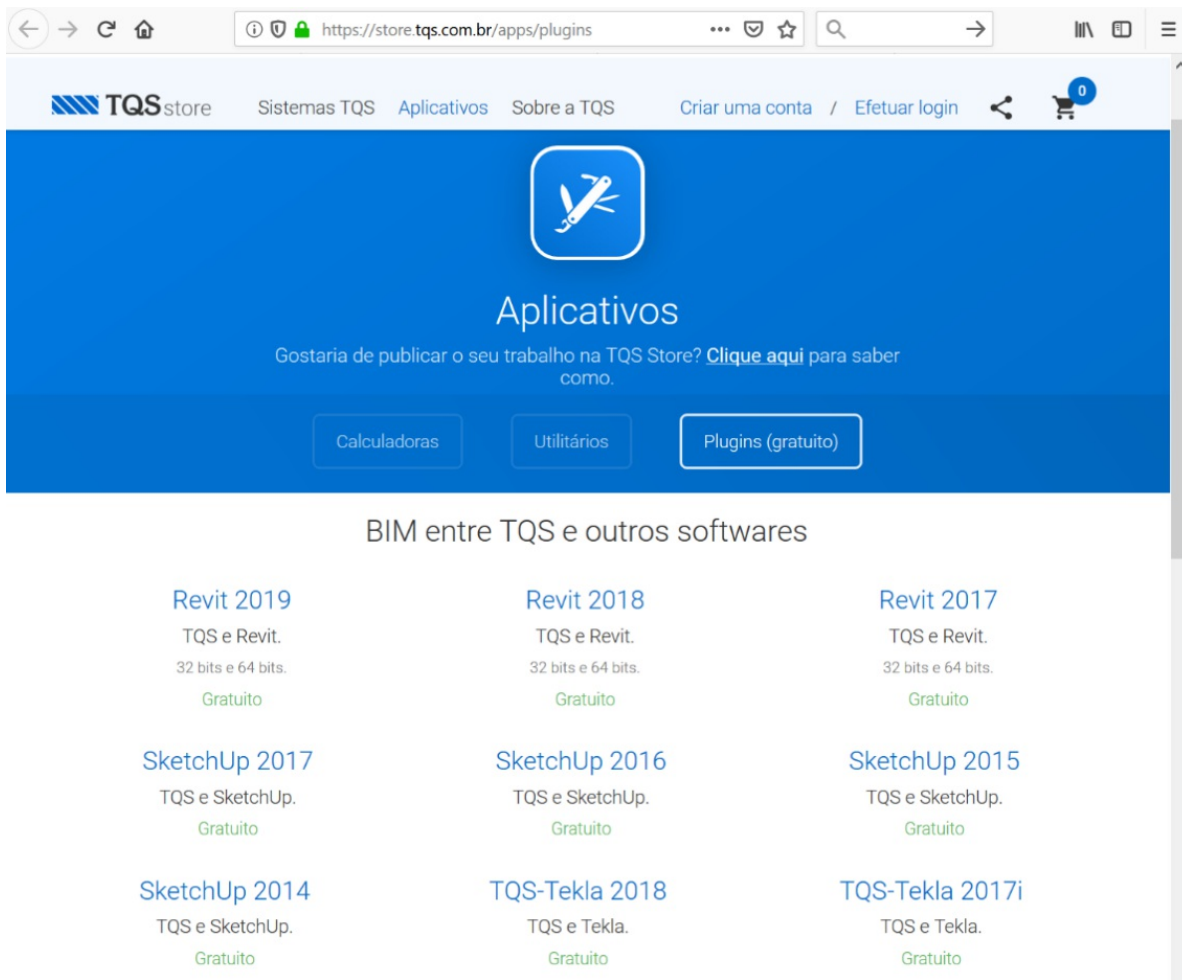 https://store.tqs.com.br/apps/plugins
TQS store Sistemas TQS Aplicativos Sobre a TQS Criar uma conta / Efetuar login 0
Aplicativos
Gostaria de publicar o seu trabalho na TQS Store? Clique aqui para saber
como.
Calculadoras Utilitários Plugins (gratuito)
BIM entre TQS e outros softwares
Revit 2019 Revit 2018 Revit 2017
TQS e Revit. TQS e Revit. TQS e Revit.
32 bits e 64 bits. 32 bits e 64 bits. 32 bits e 64 bits.
Gratuito Gratuito Gratuito
SketchUp 2017 SketchUp 2016 SketchUp 2015
TQS e SketchUp. TQS e SketchUp. TQS e SketchUp.
Gratuito Gratuito Gratuito
SketchUp 2014 TQS-Tekla 2018 TQS-Tekla 2017i
TQS e SketchUp. TQS e Tekla. TQS e Tekla.
Gratuito Gratuito Gratuito